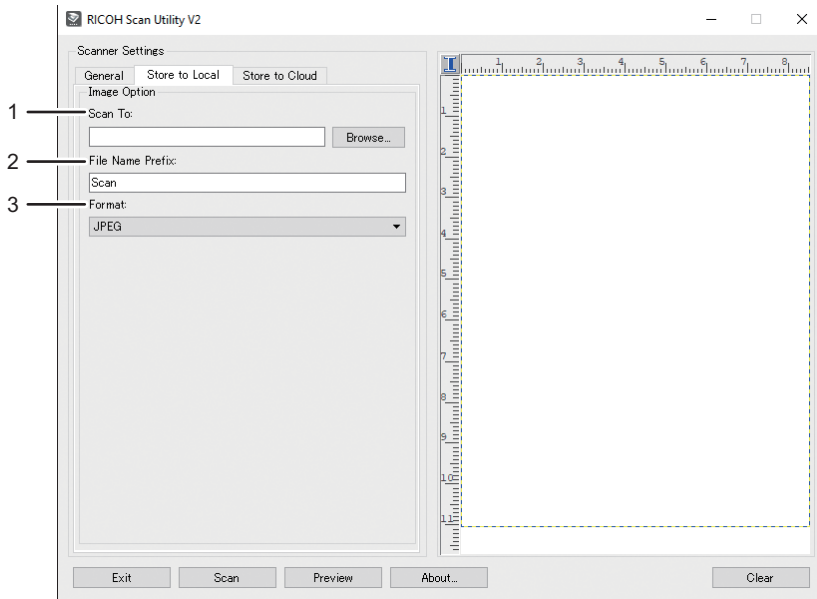 RICOH Scan Utility V2
Scanner Settings
General Store to Local Store to Cloud
Image Option
1 Scan To:
Browse...
2 File Name Prefix:
Scan
3 Format:
JPEG
1 2 3 4 5 6 7 8
1
2
3
4
5
6
7
8
9
10
11
Exit Scan Preview About... Clear